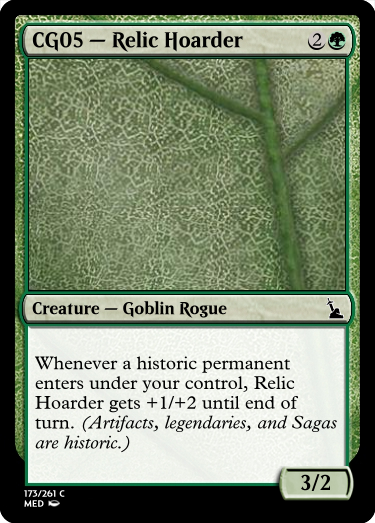 CG05 — Relic Hoarder 2
Creature — Goblin Rogue
Whenever a historic permanent
enters under your control, Relic
Hoarder gets +1/+2 until end of
turn. (Artifacts, legendaries, and Sagas
are historic.)
3/2
173/261 C
MED